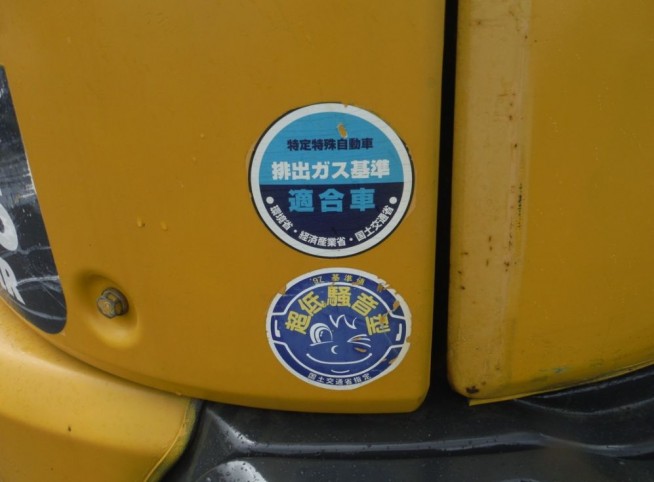 特定特殊自動車
排出ガス基準
適合車
●環境省・経済産業省・国土交通省●
超低騒音型
国土交通省指定